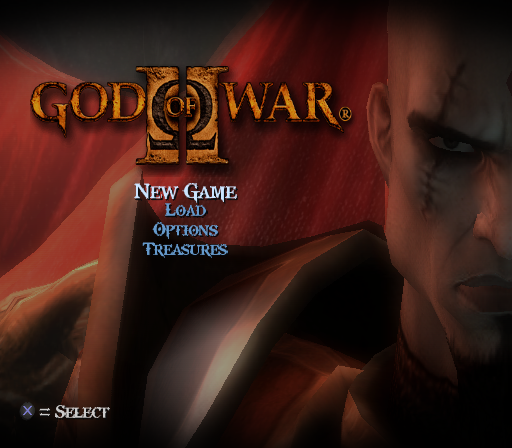 GOD OF WAR®
II
NEW GAME
LOAD
OPTIONS
TREASURES
X = SELECT